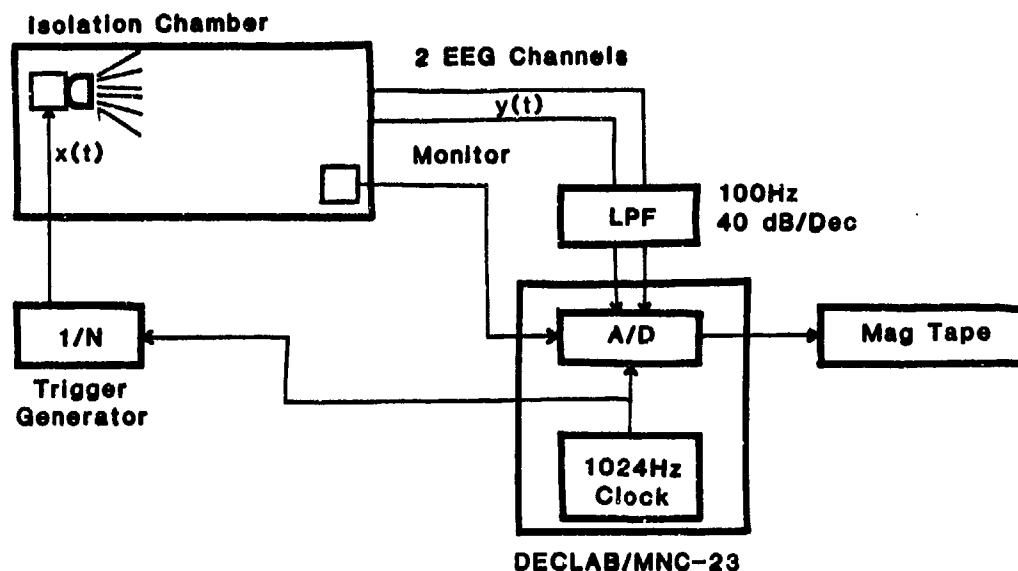 Isolation Chamber
2 EEG Channels
y(t)
x(t)
Monitor
LPF
100Hz
40 dB/Dec
1/N
A/D
Mag Tape
Trigger
Generator
1024Hz
Clock
DECLAB/MNC-23